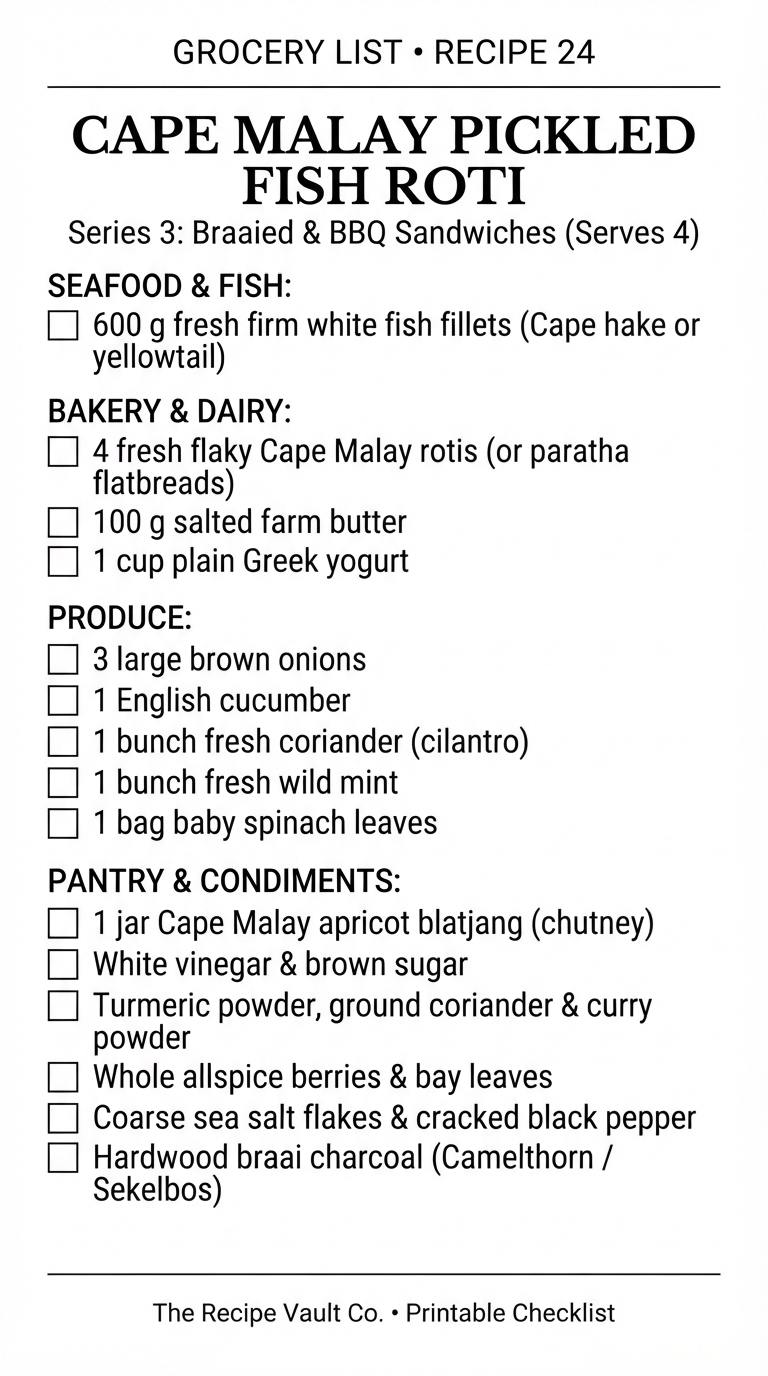 GROCERY LIST • RECIPE 24
CAPE MALAY PICKLED
FISH ROTI
Series 3: Braaied & BBQ Sandwiches (Serves 4)
SEAFOOD & FISH:
600 g fresh firm white fish fillets (Cape hake or
yellowtail)
BAKERY & DAIRY:
4 fresh flaky Cape Malay rotis (or paratha
flatbreads)
100 g salted farm butter
1 cup plain Greek yogurt
PRODUCE:
3 large brown onions
1 English cucumber
1 bunch fresh coriander (cilantro)
1 bunch fresh wild mint
1 bag baby spinach leaves
PANTRY & CONDIMENTS:
1 jar Cape Malay apricot blatjang (chutney)
White vinegar & brown sugar
Turmeric powder, ground coriander & curry
powder
Whole allspice berries & bay leaves
Coarse sea salt flakes & cracked black pepper
Hardwood braai charcoal (Camelthorn /
Sekelbos)
The Recipe Vault Co. • Printable Checklist